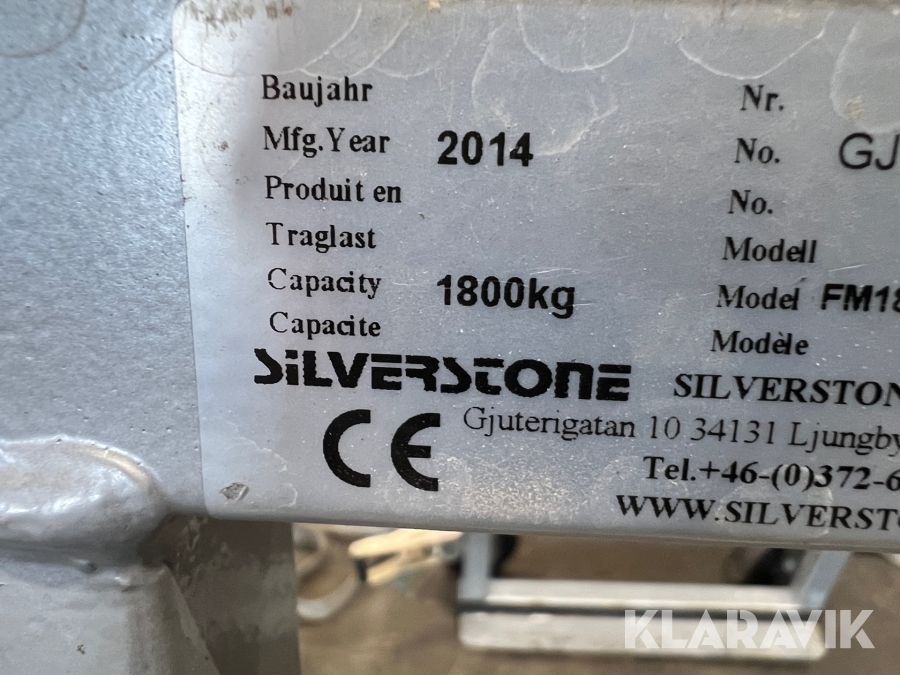 Baujahr
Mfg.Year 2014
Produit en
Traglast
Capacity 1800kg
Capacite
Nr.
No. GJ
No.
Modell
Model FM18
Modèle
SILVERSTONE
SILVERSTON
CE
Gjuterigatan 10 34131 Ljungby
Tel.+46-(0)372-6
WWW.SILVERST
KLARAVIK